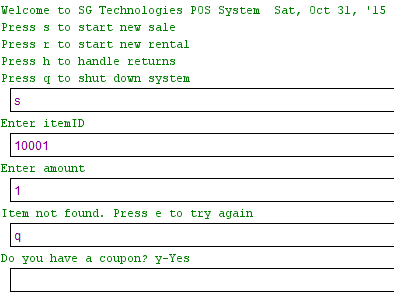 Welcome to SG Technologies POS System  Sat, Oct 31, '15
Press s to start new sale
Press r to start new rental
Press h to handle returns
Press q to shut down system
s
Enter itemID
10001
Enter amount
1
Item not found. Press e to try again
q
Do you have a coupon? y-Yes